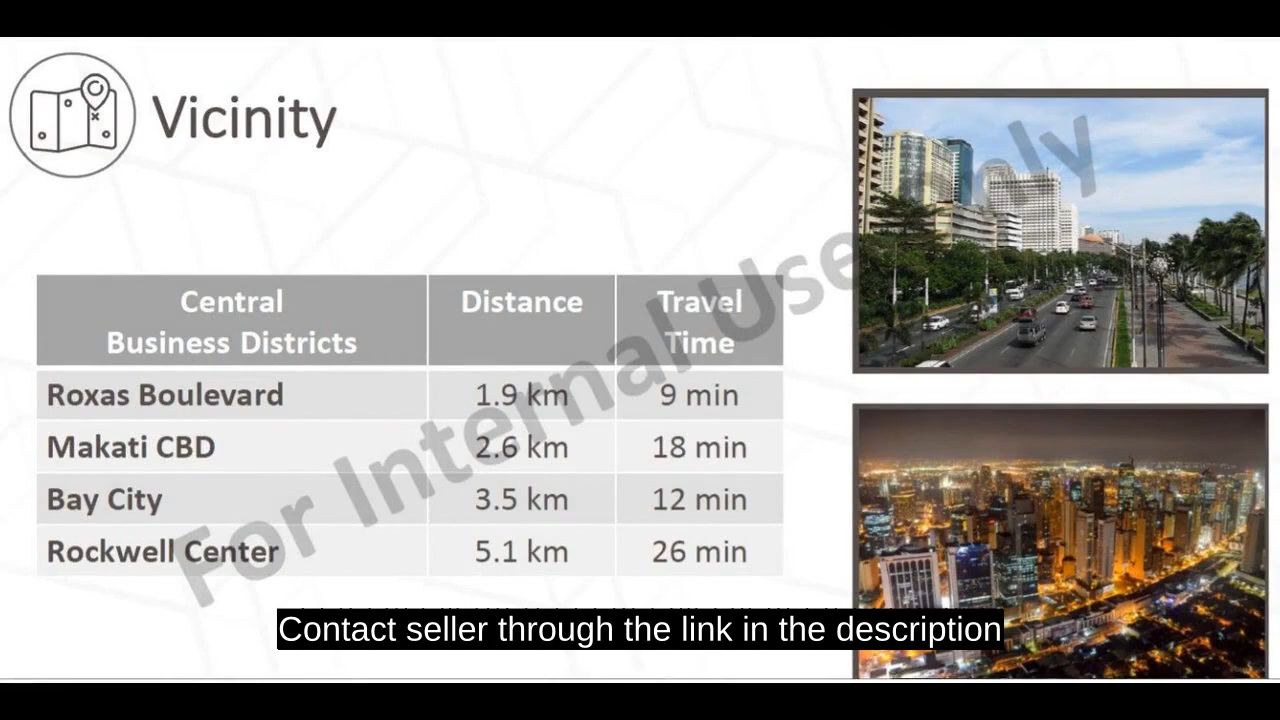 Vicinity
Central Distance Travel
Business Districts Time
Roxas Boulevard 1.9 km 9 min
Makati CBD 2.6 km 18 min
Bay City 3.5 km 12 min
Rockwell Center 5.1 km 26 min
For Internal Use Only
Contact seller through the link in the description